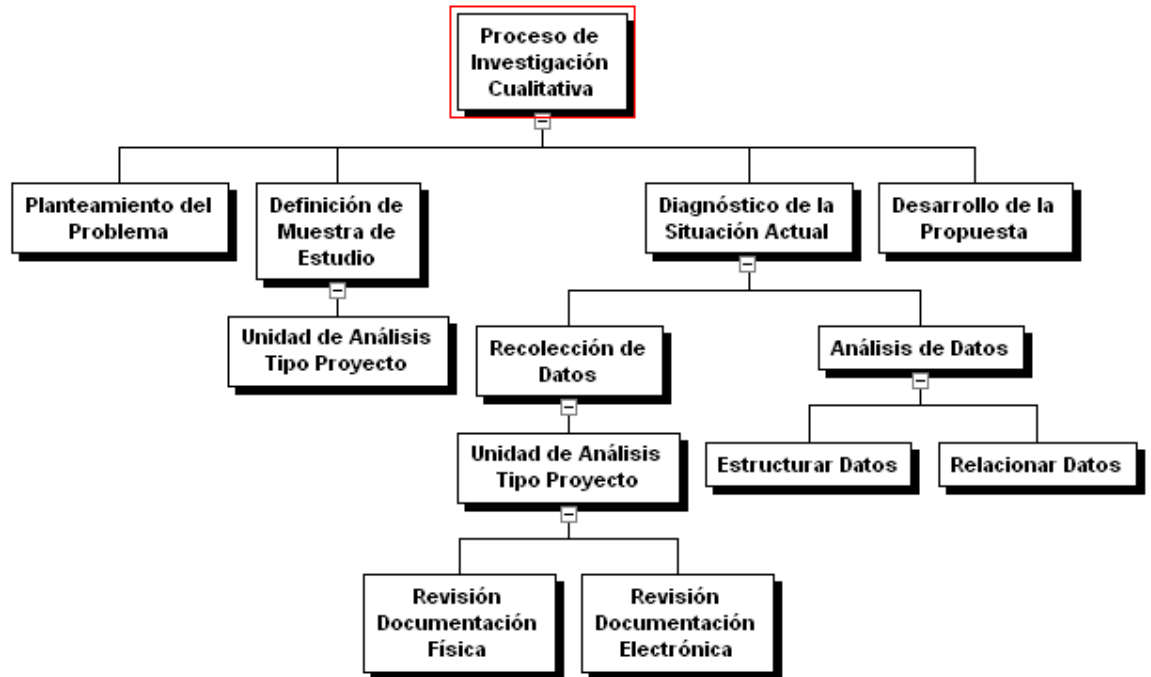 Proceso de
Investigación
Cualitativa
Planteamiento del
Problema
Definición de
Muestra de
Estudio
Diagnóstico de la
Situación Actual
Desarrollo de la
Propuesta
Unidad de Análisis
Tipo Proyecto
Recolección de
Datos
Análisis de Datos
Unidad de Análisis
Tipo Proyecto
Estructurar Datos
Relacionar Datos
Revisión
Documentación
Física
Revisión
Documentación
Electrónica